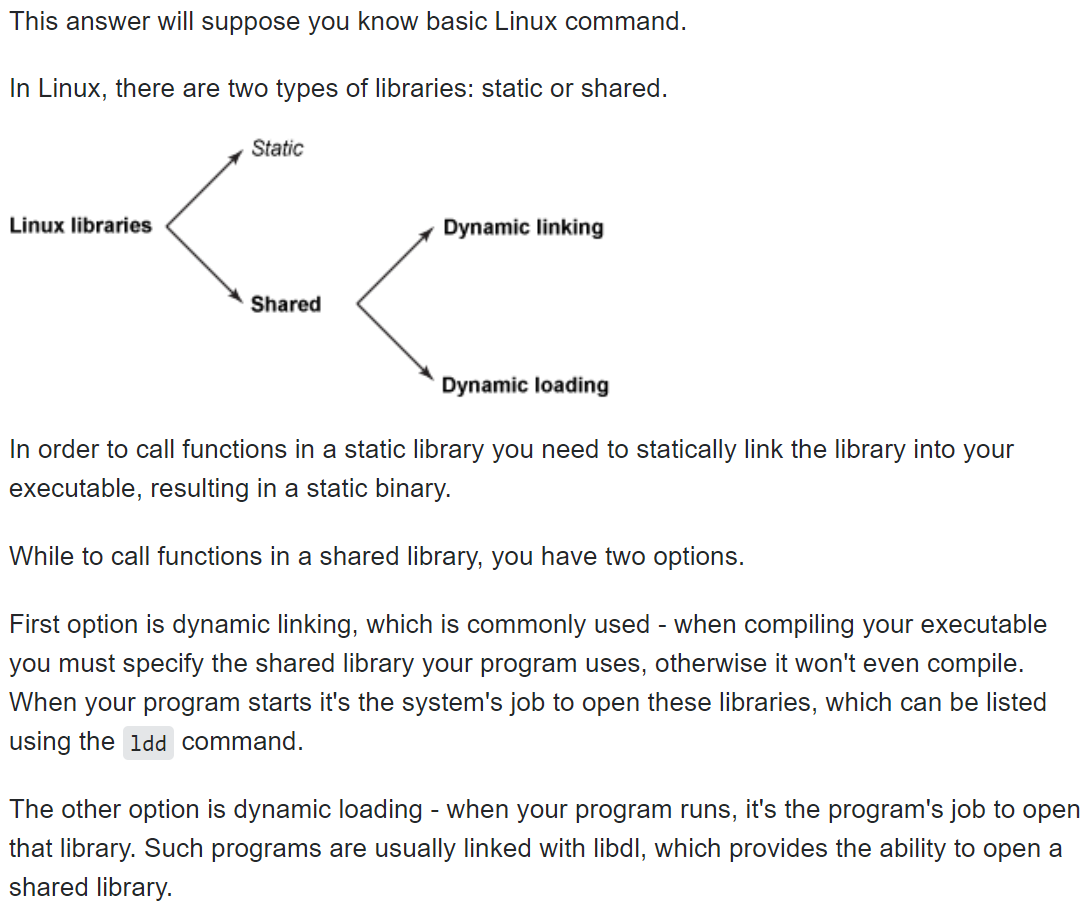 This answer will suppose you know basic Linux command.
In Linux, there are two types of libraries: static or shared.
Static
Linux libraries
Dynamic linking
Shared
Dynamic loading
In order to call functions in a static library you need to statically link the library into your
executable, resulting in a static binary.
While to call functions in a shared library, you have two options.
First option is dynamic linking, which is commonly used - when compiling your executable
you must specify the shared library your program uses, otherwise it won't even compile.
When your program starts it's the system's job to open these libraries, which can be listed
using the ldd command.
The other option is dynamic loading - when your program runs, it's the program's job to open
that library. Such programs are usually linked with libdl, which provides the ability to open a
shared library.